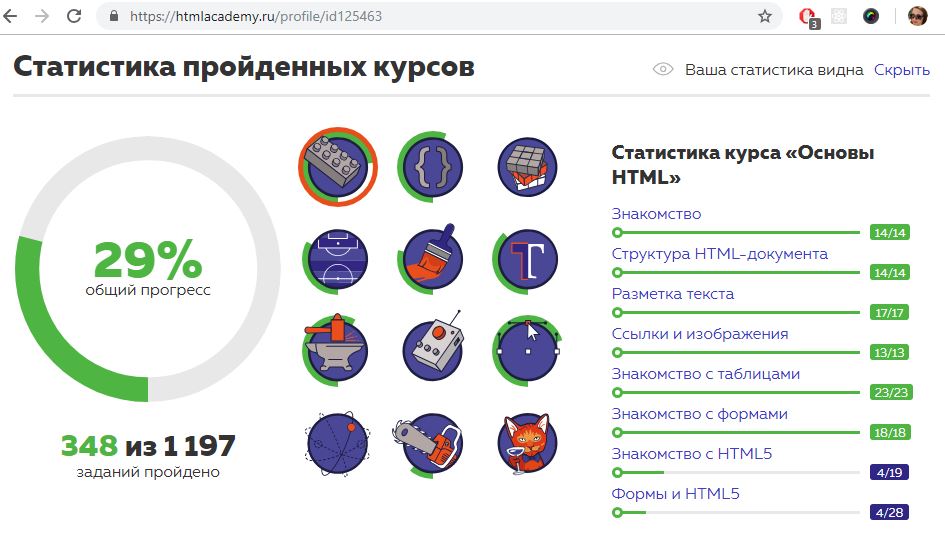 https://htmlacademy.ru/profile/id125463
3
Статистика пройденных курсов
Ваша статистика видна Скрыть
29%
общий прогресс
348 из 1 197
заданий пройдено
Статистика курса «Основы
HTML»
Знакомство
14/14
Структура HTML-документа
14/14
Разметка текста
17/17
Ссылки и изображения
13/13
Знакомство с таблицами
23/23
Знакомство с формами
18/18
Знакомство с HTML5
4/19
Формы и HTML5
4/28